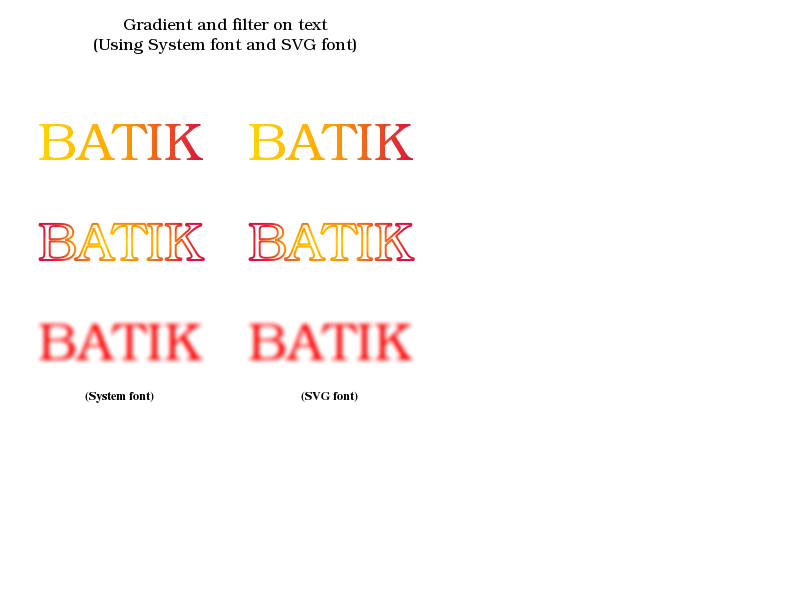 Gradient and filter on text
(Using System font and SVG font)
BATIK BATIK
BATIK BATIK
BATIK BATIK
(System font) (SVG font)